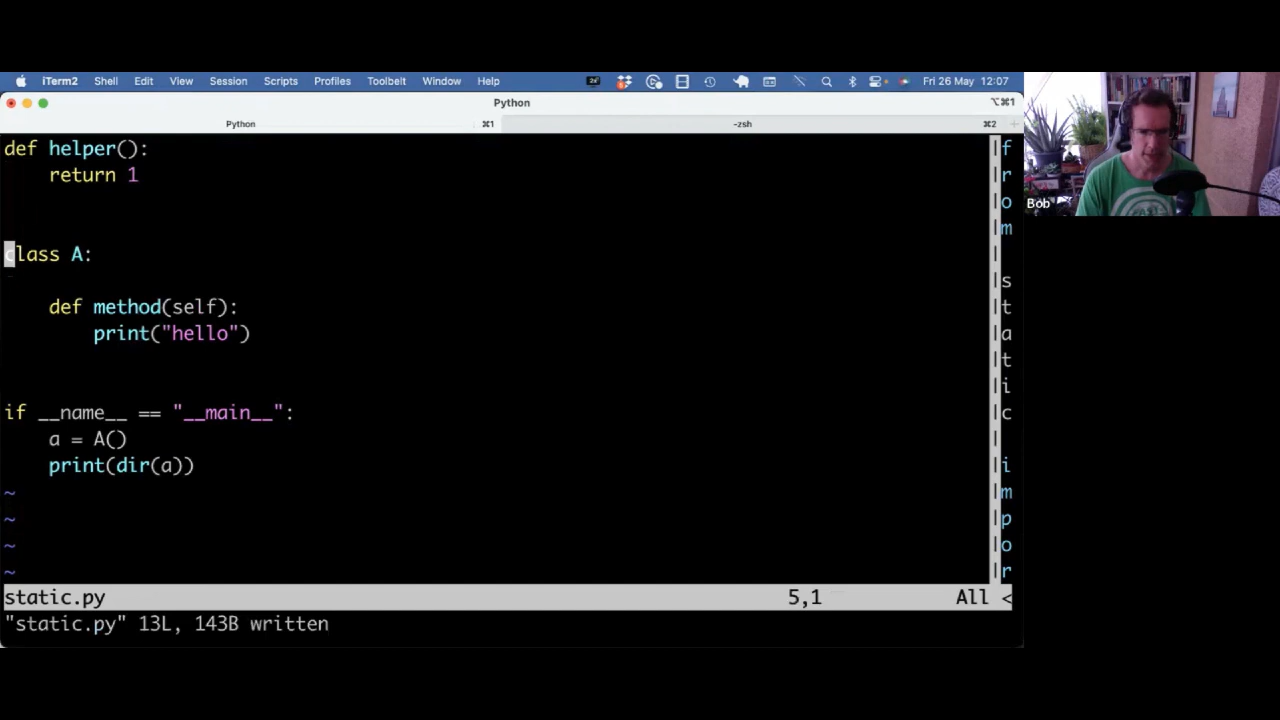 iTerm2 Shell Edit View Session Scripts Profiles Toolbelt Window Help Fri 26 May 12:07
Python ⌥⌘1
Python ⌘1 -zsh ⌘2 +
def helper():
    return 1
class A:
    def method(self):
        print("hello")
if __name__ == "__main__":
    a = A()
    print(dir(a))
~
~
~
~
static.py 5,1 All <
"static.py" 13L, 143B written
|f
|r
|o
|m
|
|s
|t
|a
|t
|i
|c
|
|i
|m
|p
|o
|r
Bob